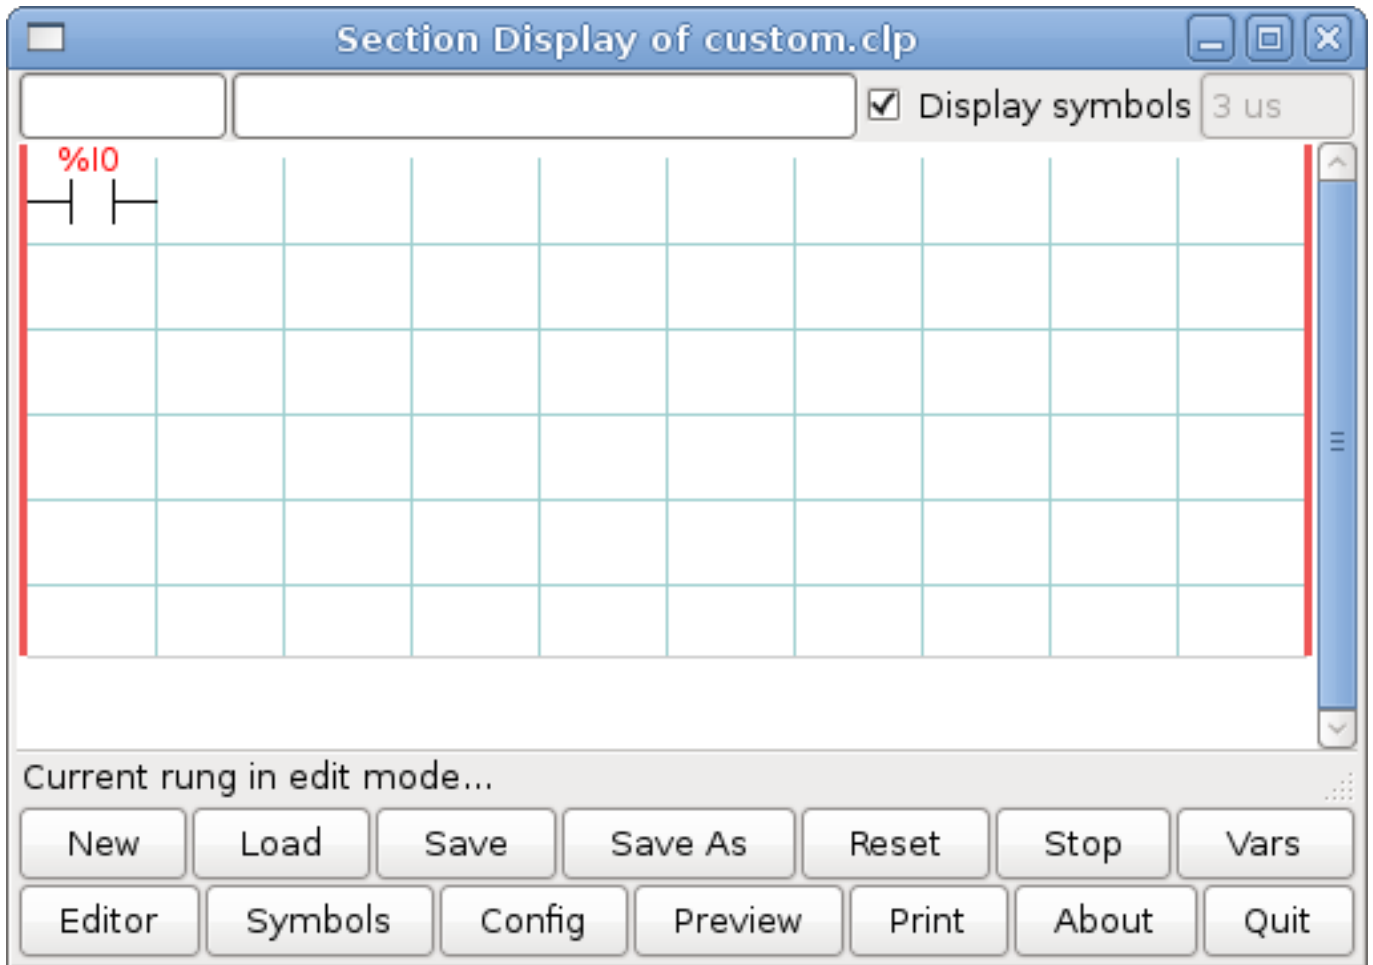 Section Display of custom.clp
Display symbols 3 us
%I0
Current rung in edit mode...
New Load Save Save As Reset Stop Vars
Editor Symbols Config Preview Print About Quit